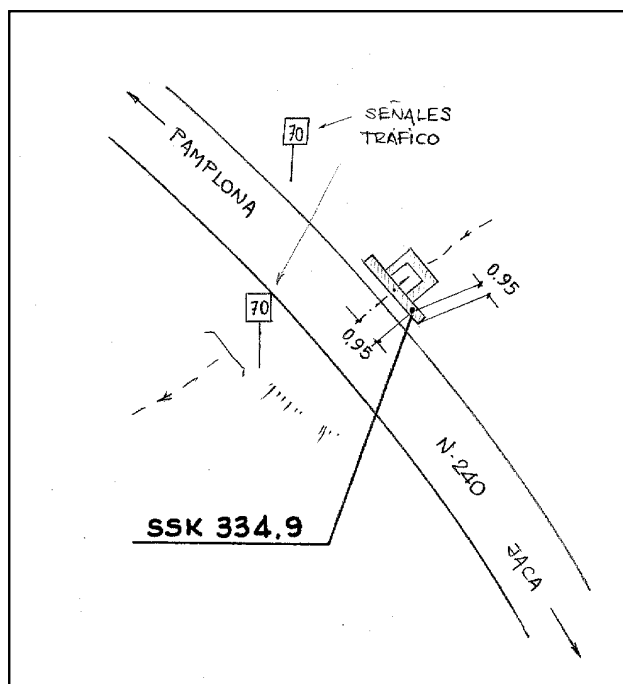 70
SEÑALES
TRÁFICO
PAMPLONA
0.95
70
0.95
N-240
SSK 334.9
JACA